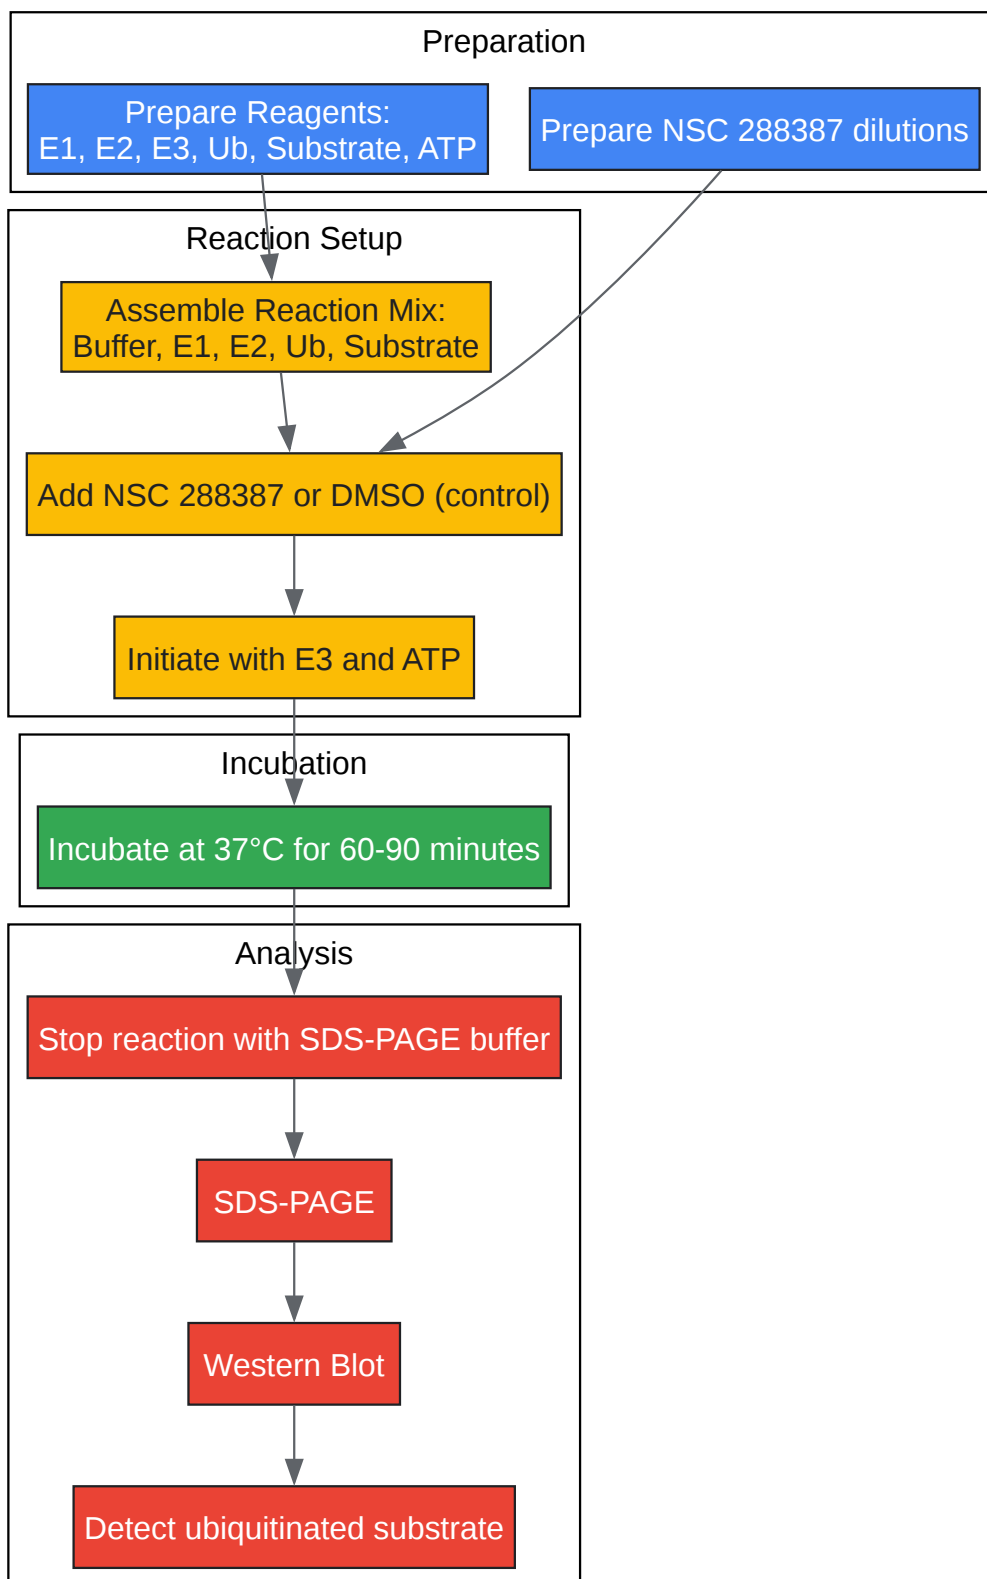 Preparation
Prepare Reagents:
E1, E2, E3, Ub, Substrate, ATP
Prepare NSC 288387 dilutions
Reaction Setup
Assemble Reaction Mix:
Buffer, E1, E2, Ub, Substrate
Add NSC 288387 or DMSO (control)
Initiate with E3 and ATP
Incubation
Incubate at 37°C for 60-90 minutes
Analysis
Stop reaction with SDS-PAGE buffer
SDS-PAGE
Western Blot
Detect ubiquitinated substrate